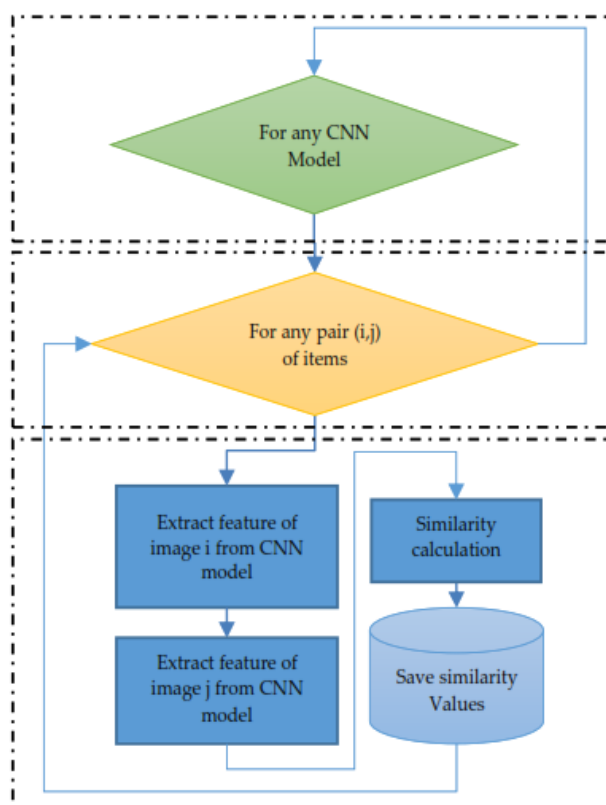 For any CNN
Model
For any pair (i,j)
of items
Extract feature of
image i from CNN
model
Extract feature of
image j from CNN
model
Similarity
calculation
Save similarity
Values